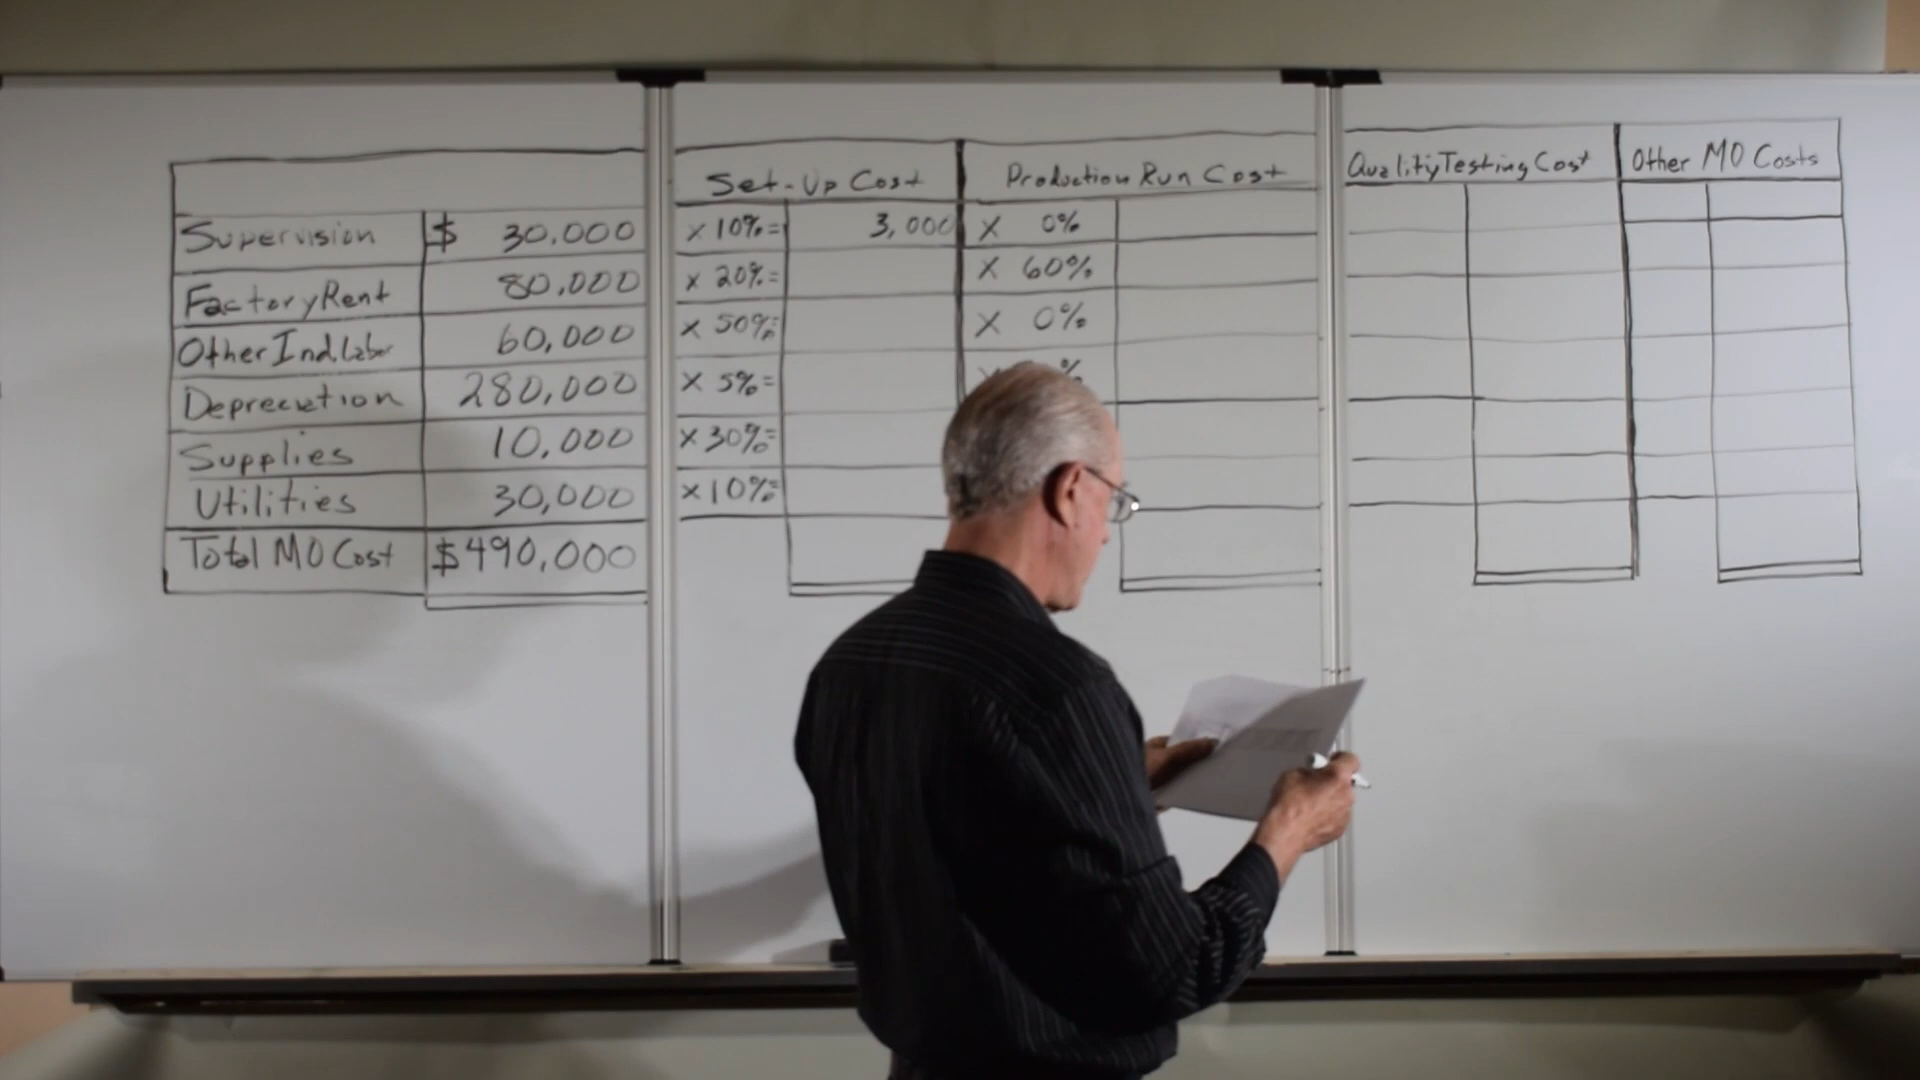 Set-Up Cost Production Run Cost Quality Testing Cost Other MO Costs
Supervision $ 30,000 x 10%= 3,000 X 0%
Factory Rent 80,000 x 20%= X 60%
Other Ind. Labor 60,000 x 50%= X 0%
Depreciation 280,000 X 5%= %
Supplies 10,000 x 30%=
Utilities 30,000 x 10%=
Total MO Cost $490,000